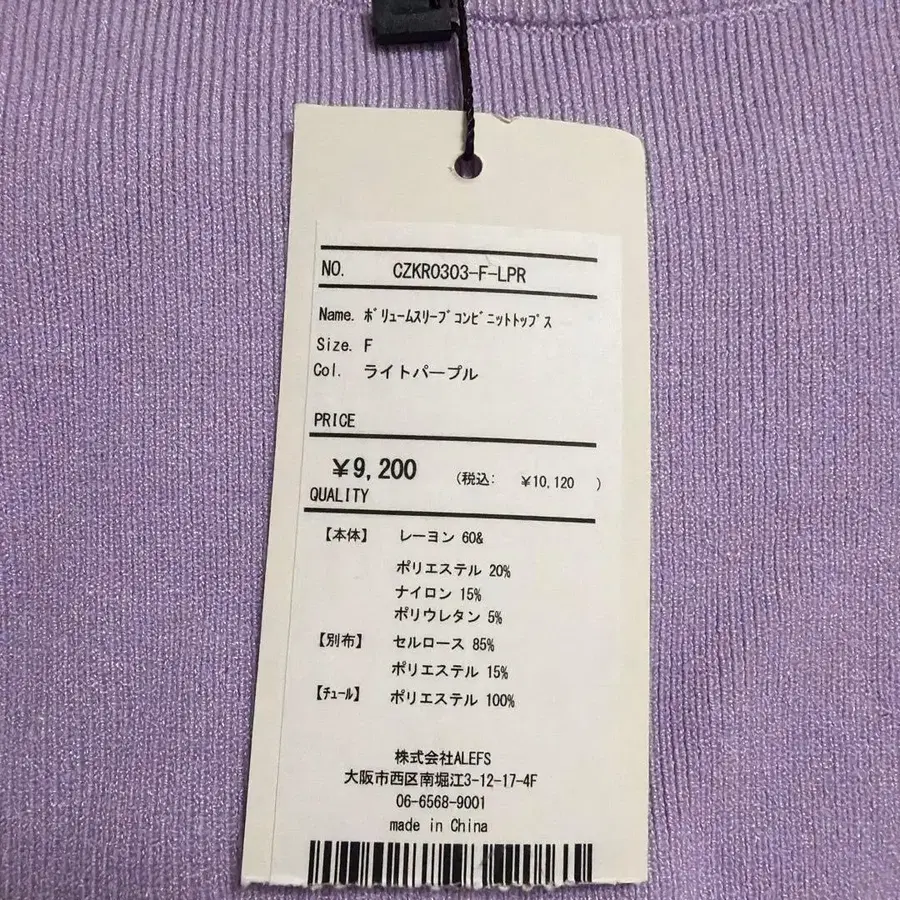 NO. CZKR0303-F-LPR
Name. ﾎﾞﾘｭｰﾑｽﾘｰﾌﾞｺﾝﾋﾞﾆｯﾄﾄｯﾌﾟｽ
Size. F
Col. ライトパープル
PRICE
¥9,200 (税込: ¥10,120 )
QUALITY
【本体】 レーヨン 60&
ポリエステル 20%
ナイロン 15%
ポリウレタン 5%
【別布】 セルロース 85%
ポリエステル 15%
【ﾁｭｰﾙ】 ポリエステル 100%
株式会社ALEFS
大阪市西区南堀江3-12-17-4F
06-6568-9001
made in China